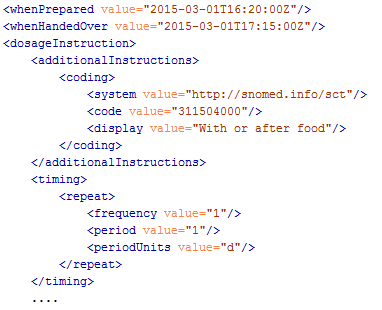 <whenPrepared value="2015-03-01T16:20:00Z"/>
<whenHandedOver value="2015-03-01T17:15:00Z"/>
<dosageInstruction>
    <additionalInstructions>
        <coding>
            <system value="http://snomed.info/sct"/>
            <code value="311504000"/>
            <display value="With or after food"/>
        </coding>
    </additionalInstructions>
    <timing>
        <repeat>
            <frequency value="1"/>
            <period value="1"/>
            <periodUnits value="d"/>
        </repeat>
    </timing>
    ....